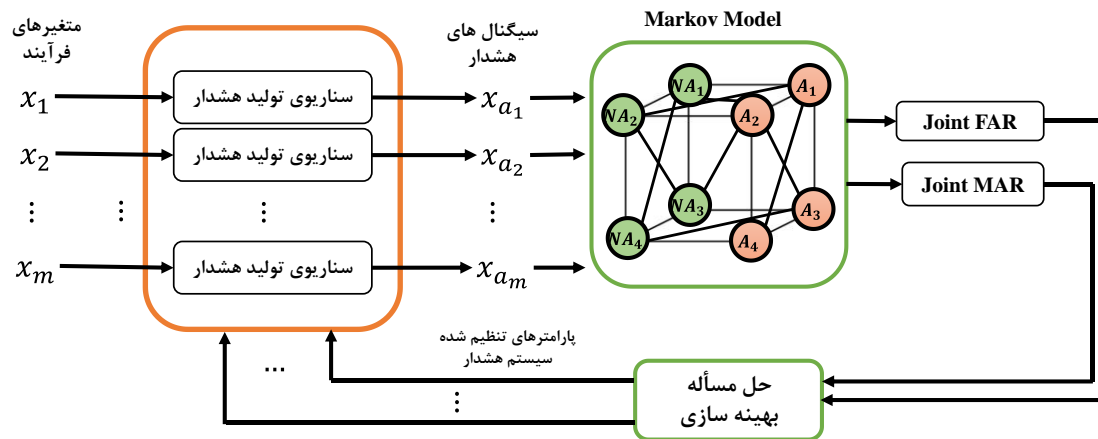 متغیرهای
فرآیند
سیگنال های
هشدار
Markov Model
x₁
سناریوی تولید هشدار
xₐ₁
x₂
سناریوی تولید هشدار
xₐ₂
⋮
⋮
⋮
⋮
xₘ
سناریوی تولید هشدار
xₐₘ
NA₁
A₁
NA₂
A₂
NA₃
A₃
NA₄
A₄
Joint FAR
Joint MAR
پارامترهای تنظیم شده
سیستم هشدار
...
⋮
حل مسأله
بهینه سازی